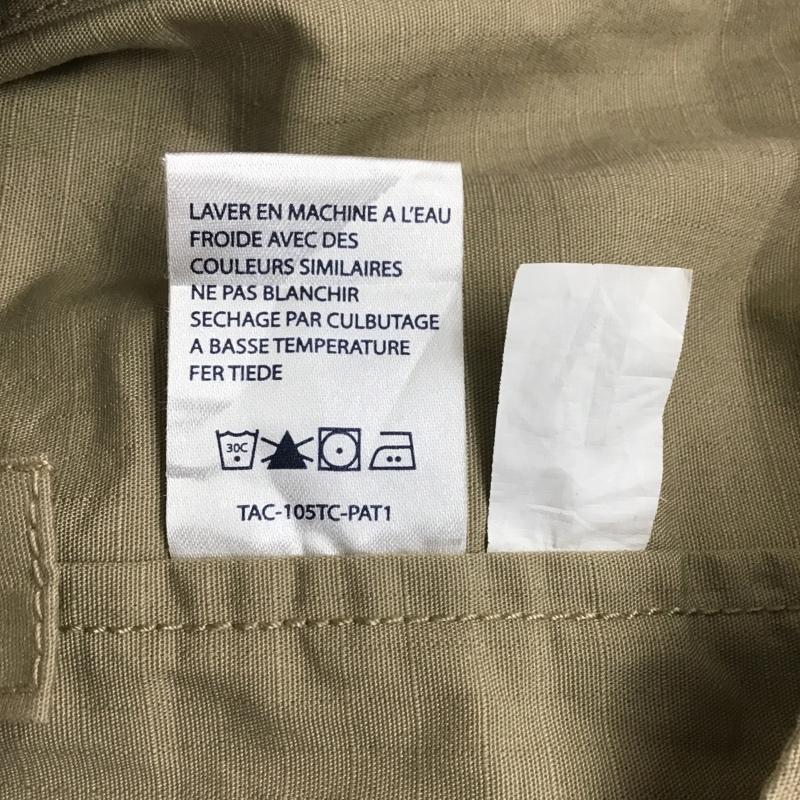 LAVER EN MACHINE A L'EAU
FROIDE AVEC DES
COULEURS SIMILAIRES
NE PAS BLANCHIR
SECHAGE PAR CULBUTAGE
A BASSE TEMPERATURE
FER TIEDE
30C
TAC-105TC-PAT1